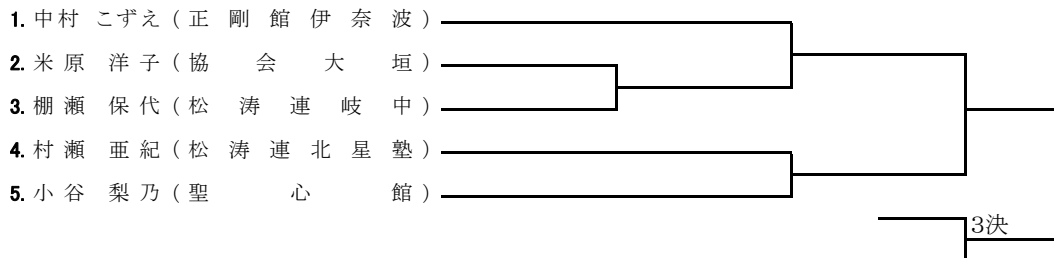 1. 中村 こずえ ( 正 剛 館 伊 奈 波 )
2. 米 原 洋 子 ( 協 会 大 垣 )
3. 棚 瀬 保 代 ( 松 涛 連 岐 中 )
4. 村 瀬 亜 紀 ( 松 涛 連 北 星 塾 )
5. 小 谷 梨 乃 ( 聖 心 館 )
3決